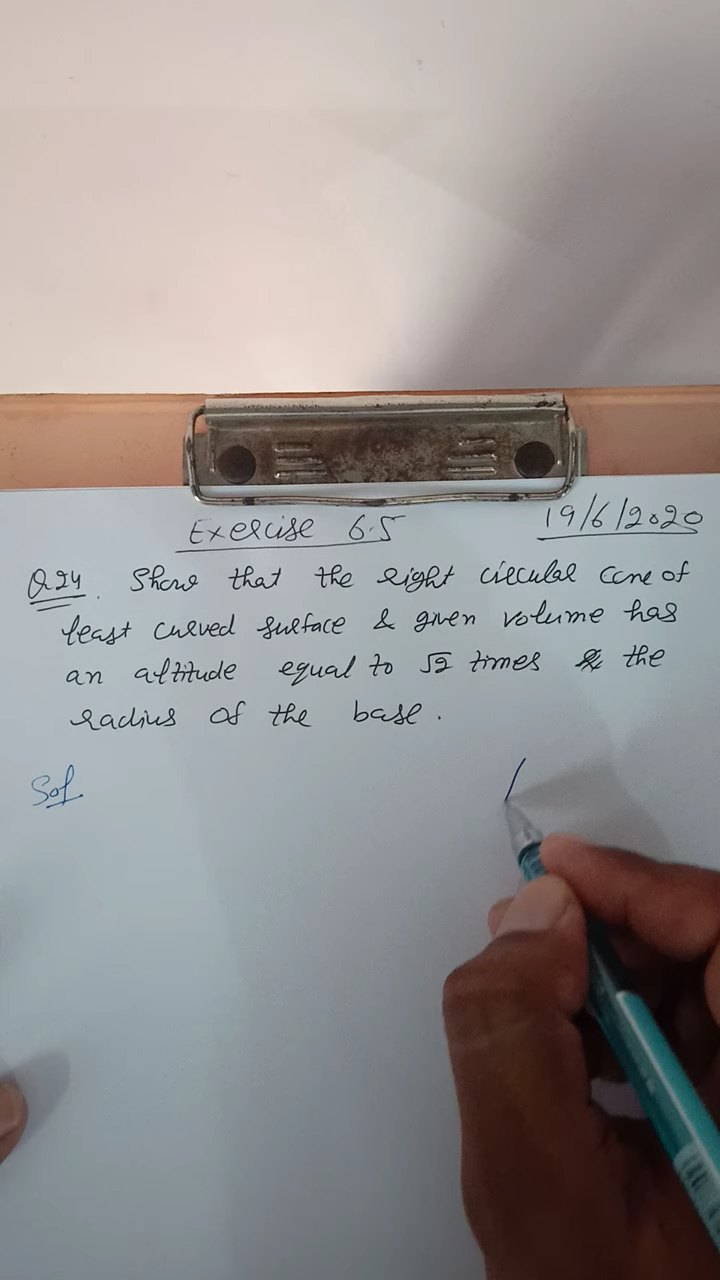 Exercise 6.5
19/6/2020
Q24. Show that the right circular cone of
least curved surface & given volume has
an altitude equal to √2 times the
radius of the base.
Sol